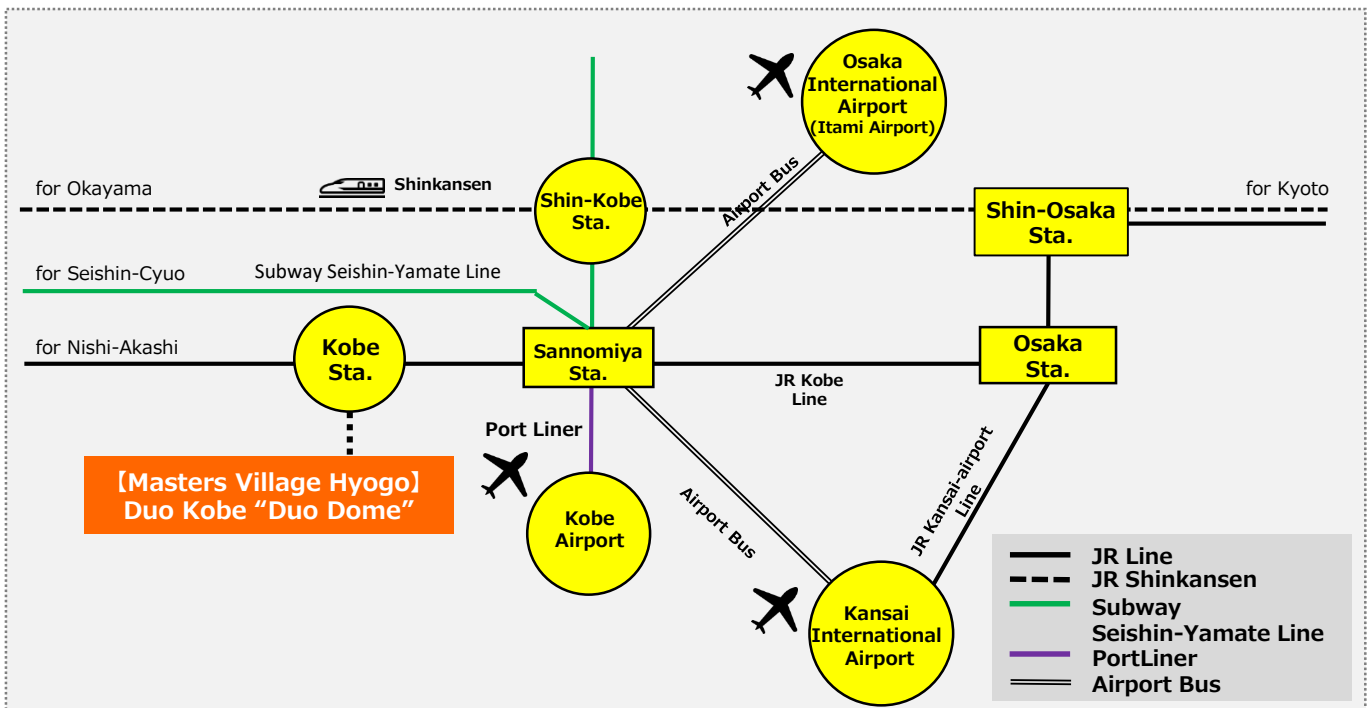 Osaka
International
Airport
(Itami Airport)
for Okayama
Shinkansen
Shin-Kobe
Sta.
Airport Bus
for Kyoto
Shin-Osaka
Sta.
for Seishin-Cyuo
Subway Seishin-Yamate Line
for Nishi-Akashi
Kobe
Sta.
Sannomiya
Sta.
JR Kobe
Line
Osaka
Sta.
Port Liner
【Masters Village Hyogo】
Duo Kobe “Duo Dome”
Kobe
Airport
Airport Bus
JR Kansai-airport
Line
Kansai
International
Airport
JR Line
JR Shinkansen
Subway
Seishin-Yamate Line
PortLiner
Airport Bus